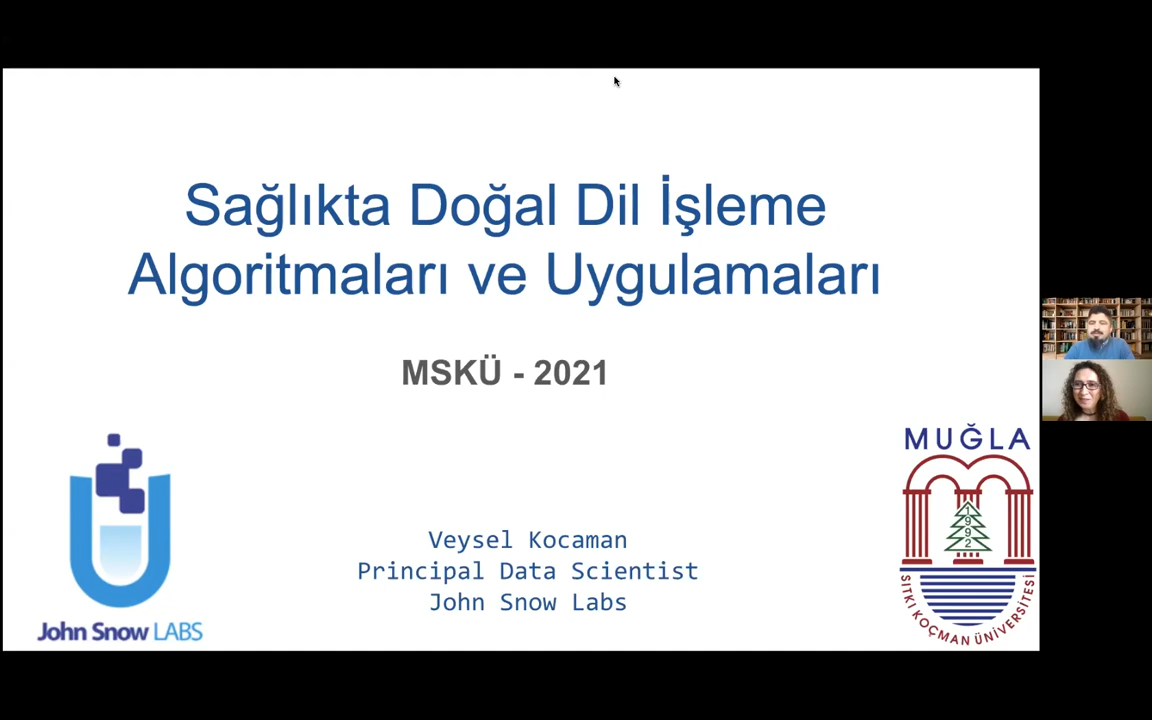 Sağlıkta Doğal Dil İşleme
Algoritmaları ve Uygulamaları
MSKÜ - 2021
Veysel Kocaman
Principal Data Scientist
John Snow Labs
John Snow LABS
MUĞLA
1992
SITKI KOÇMAN ÜNİVERSİTESİ